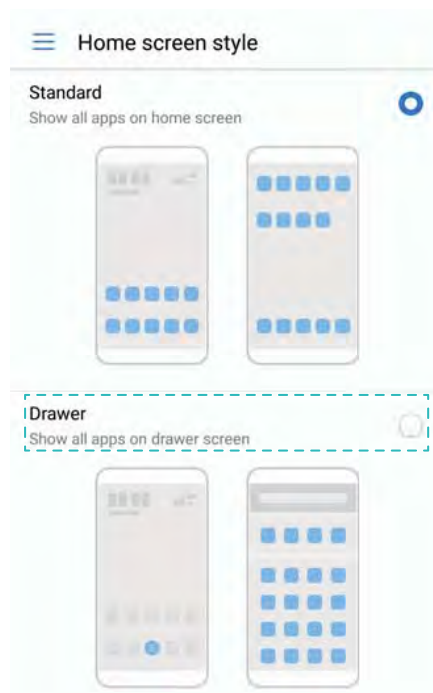 Home screen style
Standard
Show all apps on home screen
Drawer
Show all apps on drawer screen